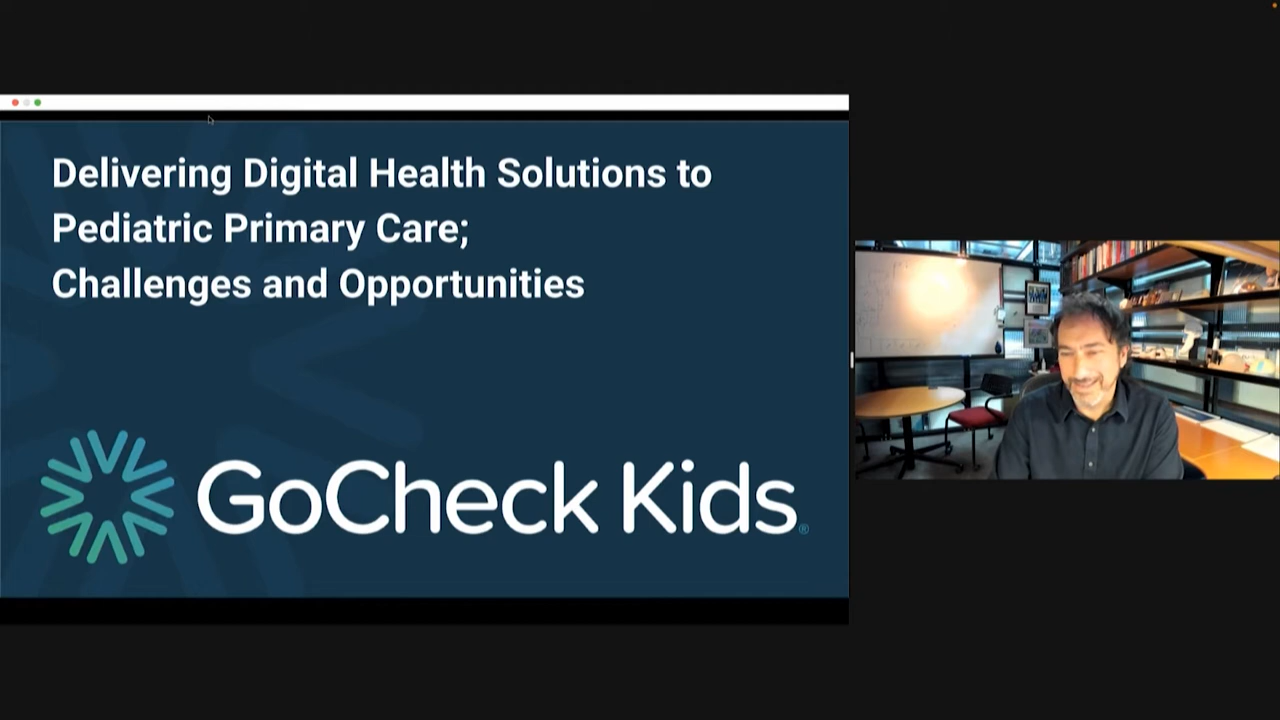 Delivering Digital Health Solutions to
Pediatric Primary Care;
Challenges and Opportunities
GoCheck Kids®